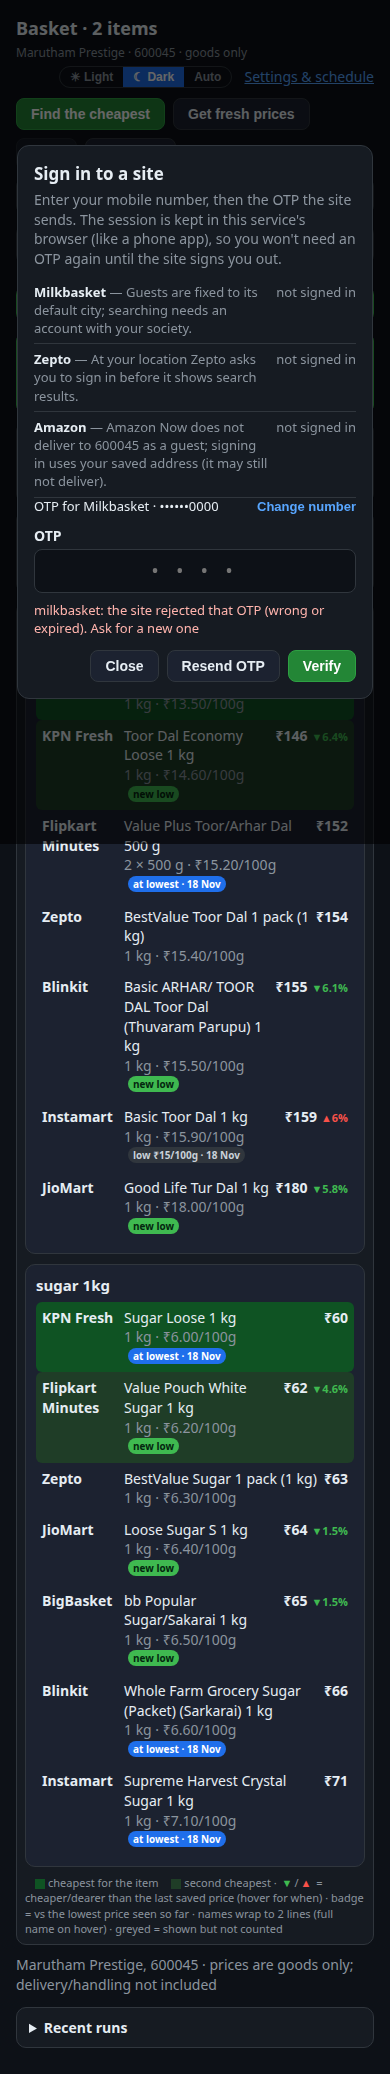 Basket · 2 items
Marutham Prestige · 600045 · goods only
☀ Light ☾ Dark Auto Settings & schedule
Find the cheapest Get fresh prices
Sign in to a site
Enter your mobile number, then the OTP the site
sends. The session is kept in this service's
browser (like a phone app), so you won't need an
OTP again until the site signs you out.
Milkbasket — Guests are fixed to its not signed in
default city; searching needs an
account with your society.
Zepto — At your location Zepto asks not signed in
you to sign in before it shows search
results.
Amazon — Amazon Now does not not signed in
deliver to 600045 as a guest; signing
in uses your saved address (it may still
not deliver).
OTP for Milkbasket · ••••••0000 Change number
OTP
• • • •
milkbasket: the site rejected that OTP (wrong or
expired). Ask for a new one
Close Resend OTP Verify
1 kg · ₹13.50/100g
KPN Fresh Toor Dal Economy ₹146 ▼6.4%
Loose 1 kg
1 kg · ₹14.60/100g
new low
Flipkart Value Plus Toor/Arhar Dal ₹152
Minutes 500 g
2 × 500 g · ₹15.20/100g
at lowest · 18 Nov
Zepto BestValue Toor Dal 1 pack (1 ₹154
kg)
1 kg · ₹15.40/100g
Blinkit Basic ARHAR/ TOOR ₹155 ▼6.1%
DAL Toor Dal
(Thuvaram Parupu) 1
kg
1 kg · ₹15.50/100g
new low
Instamart Basic Toor Dal 1 kg ₹159 ▲6%
1 kg · ₹15.90/100g
low ₹15/100g · 18 Nov
JioMart Good Life Tur Dal 1 kg ₹180 ▼5.8%
1 kg · ₹18.00/100g
new low
sugar 1kg
KPN Fresh Sugar Loose 1 kg ₹60
1 kg · ₹6.00/100g
at lowest · 18 Nov
Flipkart Value Pouch White ₹62 ▼4.6%
Minutes Sugar 1 kg
1 kg · ₹6.20/100g
new low
Zepto BestValue Sugar 1 pack (1 kg) ₹63
1 kg · ₹6.30/100g
JioMart Loose Sugar S 1 kg ₹64 ▼1.5%
1 kg · ₹6.40/100g
new low
BigBasket bb Popular ₹65 ▼1.5%
Sugar/Sakarai 1 kg
1 kg · ₹6.50/100g
new low
Blinkit Whole Farm Grocery Sugar ₹66
(Packet) (Sarkarai) 1 kg
1 kg · ₹6.60/100g
at lowest · 18 Nov
Instamart Supreme Harvest Crystal ₹71
Sugar 1 kg
1 kg · ₹7.10/100g
at lowest · 18 Nov
cheapest for the item second cheapest · ▼ / ▲ =
cheaper/dearer than the last saved price (hover for when) · badge
= vs the lowest price seen so far · names wrap to 2 lines (full
name on hover) · greyed = shown but not counted
Marutham Prestige, 600045 · prices are goods only;
delivery/handling not included
▶ Recent runs